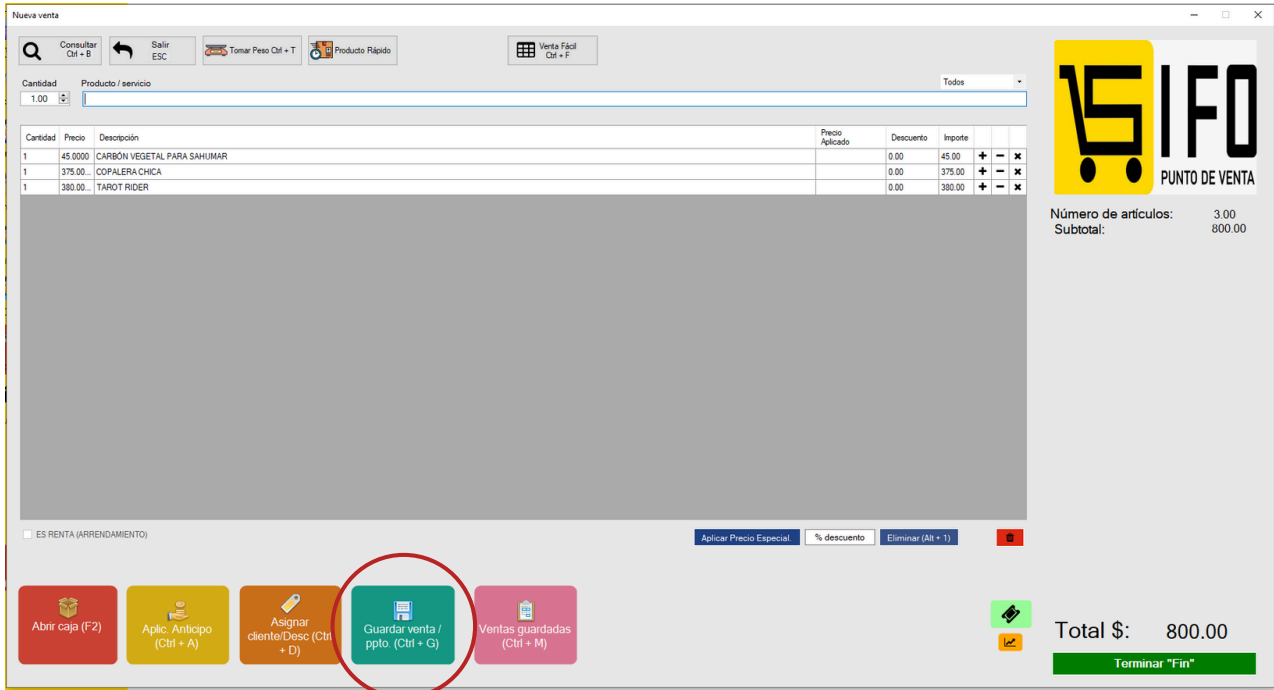 Nueva venta
Consultar
Ctrl + B
Salir
ESC
Tomar Peso Ctrl + T
Producto Rápido
Venta Fácil
Ctrl + F
Cantidad Producto / servicio Todos
1.00
Cantidad Precio Descripción Precio Aplicado Descuento Importe
1 45.0000 CARBÓN VEGETAL PARA SAHUMAR 0.00 45.00 + − ×
1 375.00... COPALERA CHICA 0.00 375.00 + − ×
1 380.00... TAROT RIDER 0.00 380.00 + − ×
SIFO
PUNTO DE VENTA
Número de artículos: 3.00
Subtotal: 800.00
ES RENTA (ARRENDAMIENTO)
Aplicar Precio Especial.
% descuento
Eliminar (Alt + 1)
Abrir caja (F2)
Aplic. Anticipo
(Ctrl + A)
Asignar
cliente/Desc (Ctrl
+ D)
Guardar venta /
ppto. (Ctrl + G)
Ventas guardadas
(Ctrl + M)
Total $: 800.00
Terminar "Fin"